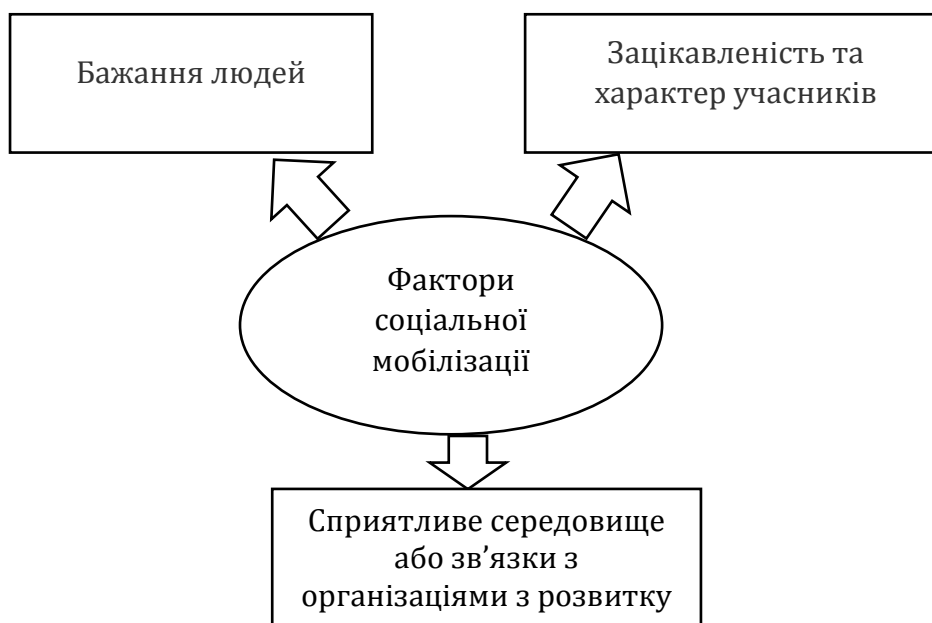 Бажання людей
Зацікавленість та
характер учасників
Фактори
соціальної
мобілізації
Сприятливе середовище
або зв’язки з
організаціями з розвитку